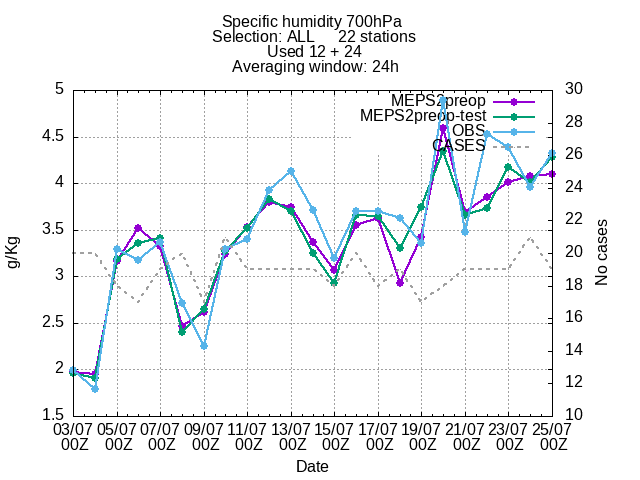 Specific humidity 700hPa
Selection: ALL 22 stations
Used 12 + 24
Averaging window: 24h
MEPS2preop
MEPS2preop-test
OBS
CASES
5
4.5
4
3.5
3
2.5
2
1.5
g/Kg
30
28
26
24
22
20
18
16
14
12
10
No cases
03/07 05/07 07/07 09/07 11/07 13/07 15/07 17/07 19/07 21/07 23/07 25/07
00Z 00Z 00Z 00Z 00Z 00Z 00Z 00Z 00Z 00Z 00Z 00Z
Date